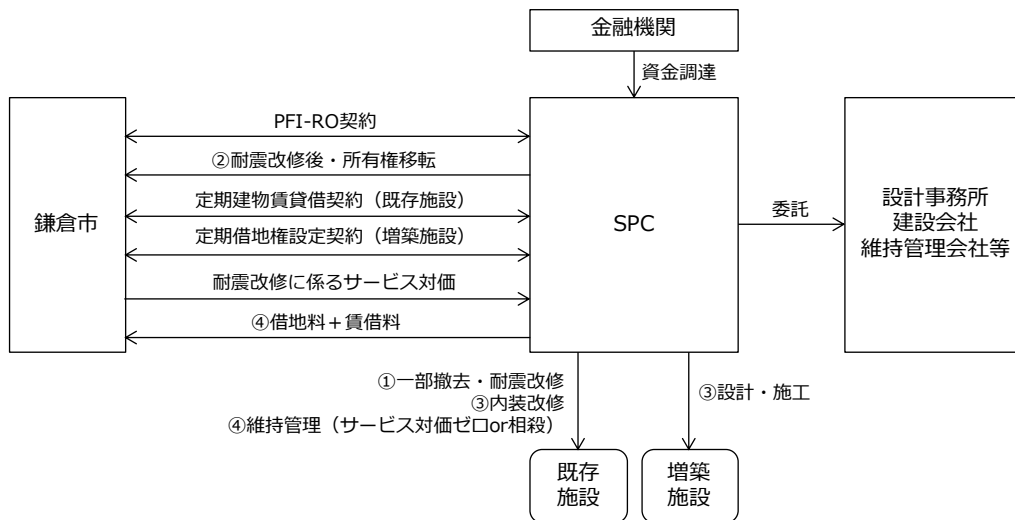 金融機関
資金調達
PFI-RO契約
②耐震改修後・所有権移転
定期建物賃貸借契約（既存施設）
定期借地権設定契約（増築施設）
耐震改修に係るサービス対価
④借地料＋賃借料
鎌倉市
SPC
委託
設計事務所
建設会社
維持管理会社等
①一部撤去・耐震改修
③内装改修
④維持管理（サービス対価ゼロor相殺）
③設計・施工
既存
施設
増築
施設